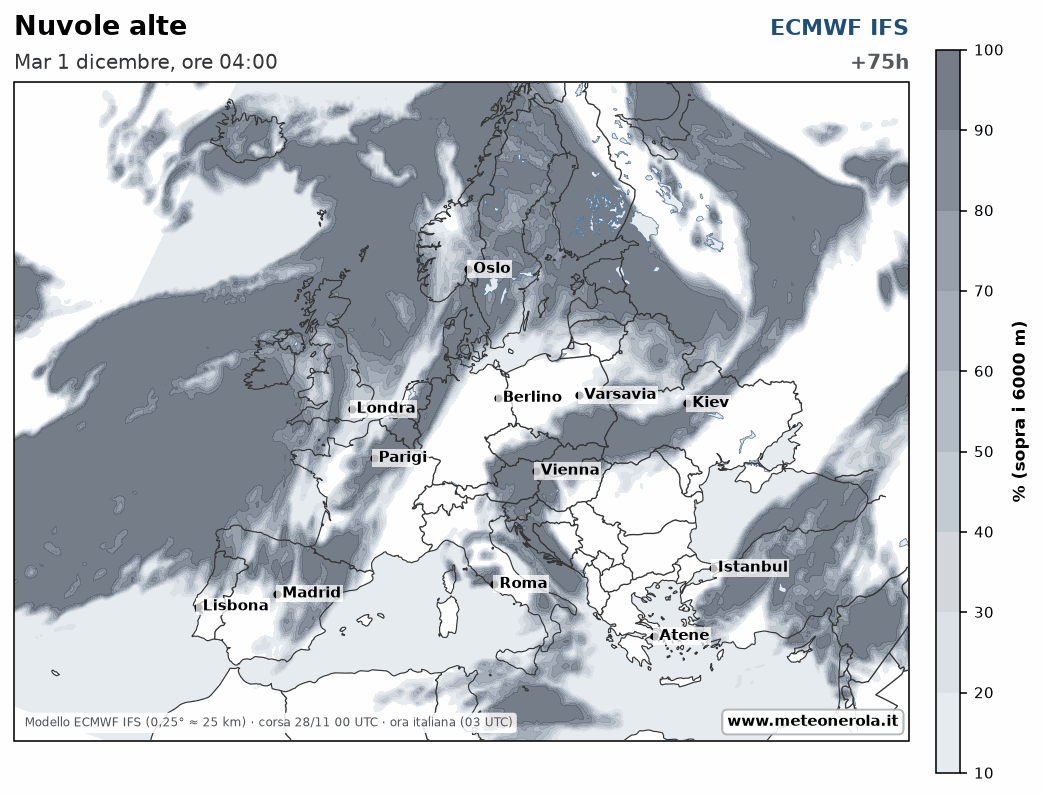 Nuvole alte
ECMWF IFS
Mar 1 dicembre, ore 04:00
+75h
100
90
80
70
60
50
40
30
20
10
% (sopra i 6000 m)
Oslo
Londra
Berlino
Varsavia
Kiev
Parigi
Vienna
Istanbul
Roma
Madrid
Lisbona
Atene
Modello ECMWF IFS (0,25° ≈ 25 km) · corsa 28/11 00 UTC · ora italiana (03 UTC)
www.meteonerola.it